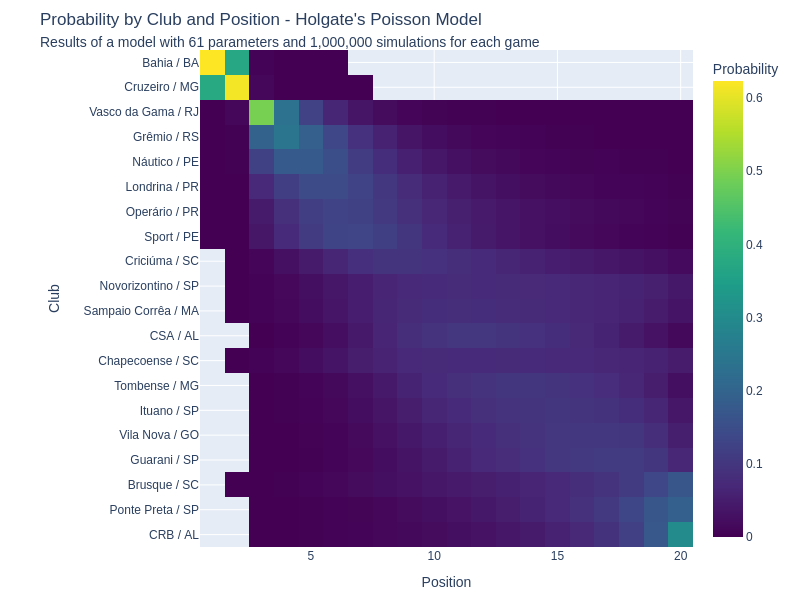 Probability by Club and Position - Holgate's Poisson Model
Results of a model with 61 parameters and 1,000,000 simulations for each game
Probability
Bahia / BA
Cruzeiro / MG
Vasco da Gama / RJ
Grêmio / RS
Náutico / PE
Londrina / PR
Operário / PR
Sport / PE
Criciúma / SC
Novorizontino / SP
Sampaio Corrêa / MA
CSA / AL
Chapecoense / SC
Tombense / MG
Ituano / SP
Vila Nova / GO
Guarani / SP
Brusque / SC
Ponte Preta / SP
CRB / AL
Club
5
10
15
20
Position
0.6
0.5
0.4
0.3
0.2
0.1
0